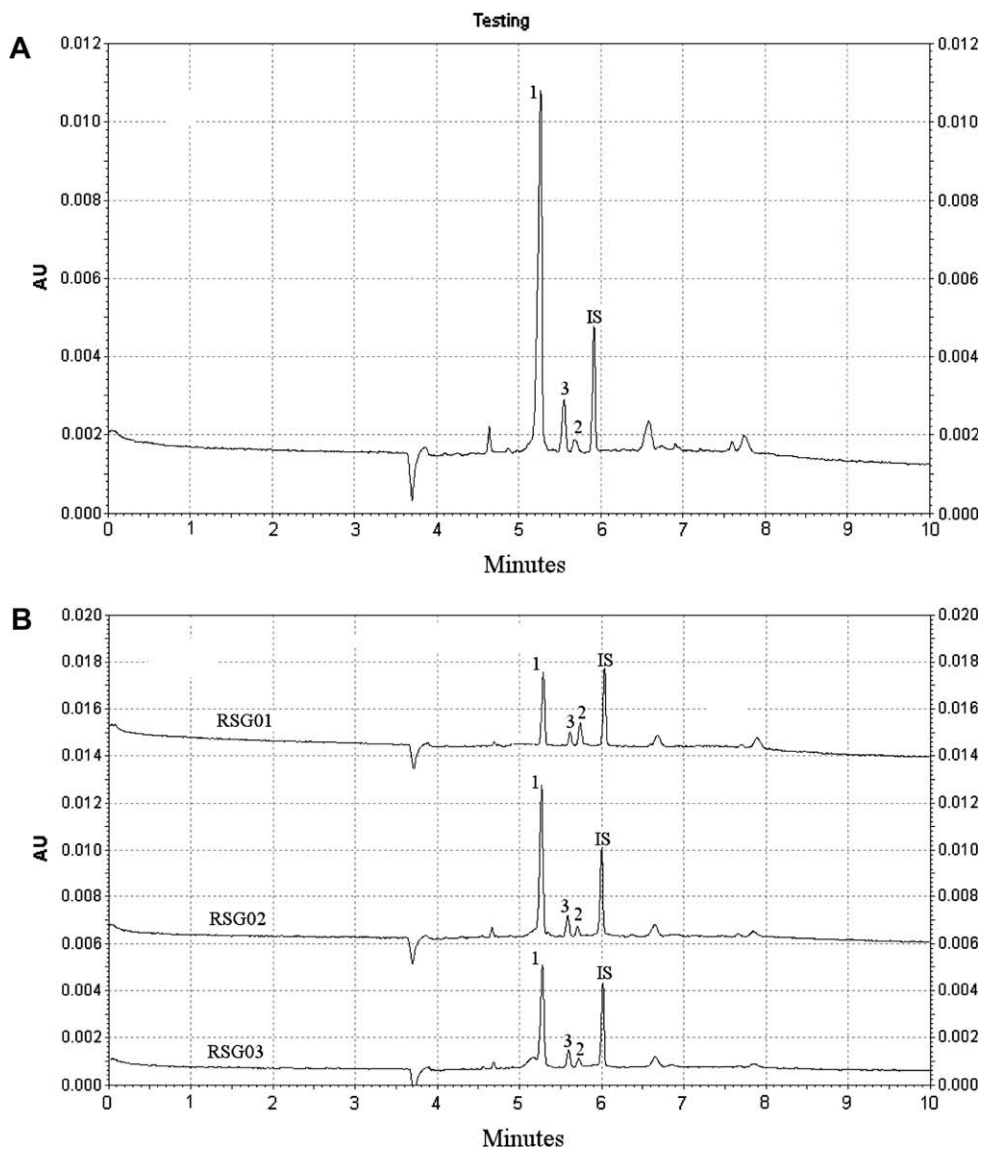 Testing
A
0.012 0.012
1
0.010 0.010
0.008 0.008
AU
0.006 0.006
IS
0.004 0.004
3
2
0.002 0.002
0.000 0.000
0 1 2 3 4 5 6 7 8 9 10
Minutes
B
0.020 0.020
0.018 0.018
1 IS
RSG01
3 2
0.016 0.016
0.014 0.014
1
0.012 0.012
AU
IS
0.010 0.010
0.008 0.008
RSG02
3 2
0.006 0.006
1 IS
0.004 0.004
0.002 0.002
RSG03
3 2
0.000 0.000
0 1 2 3 4 5 6 7 8 9 10
Minutes